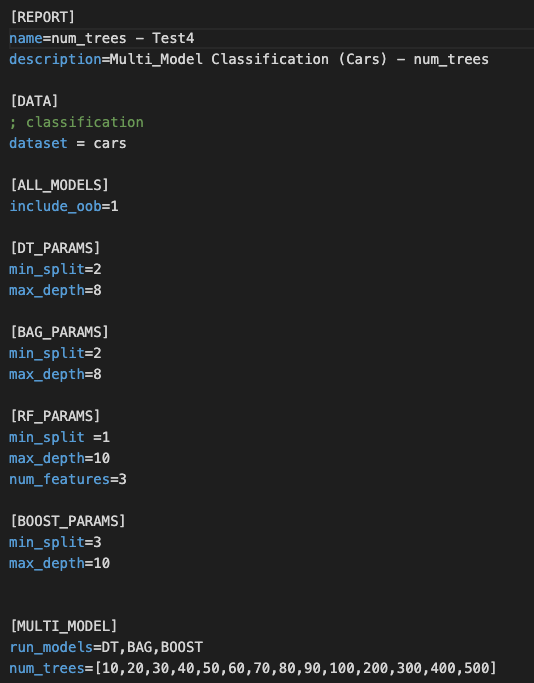 [REPORT]
name=num_trees - Test4
description=Multi_Model Classification (Cars) - num_trees
[DATA]
; classification
dataset = cars
[ALL_MODELS]
include_oob=1
[DT_PARAMS]
min_split=2
max_depth=8
[BAG_PARAMS]
min_split=2
max_depth=8
[RF_PARAMS]
min_split =1
max_depth=10
num_features=3
[BOOST_PARAMS]
min_split=3
max_depth=10
[MULTI_MODEL]
run_models=DT,BAG,BOOST
num_trees=[10,20,30,40,50,60,70,80,90,100,200,300,400,500]